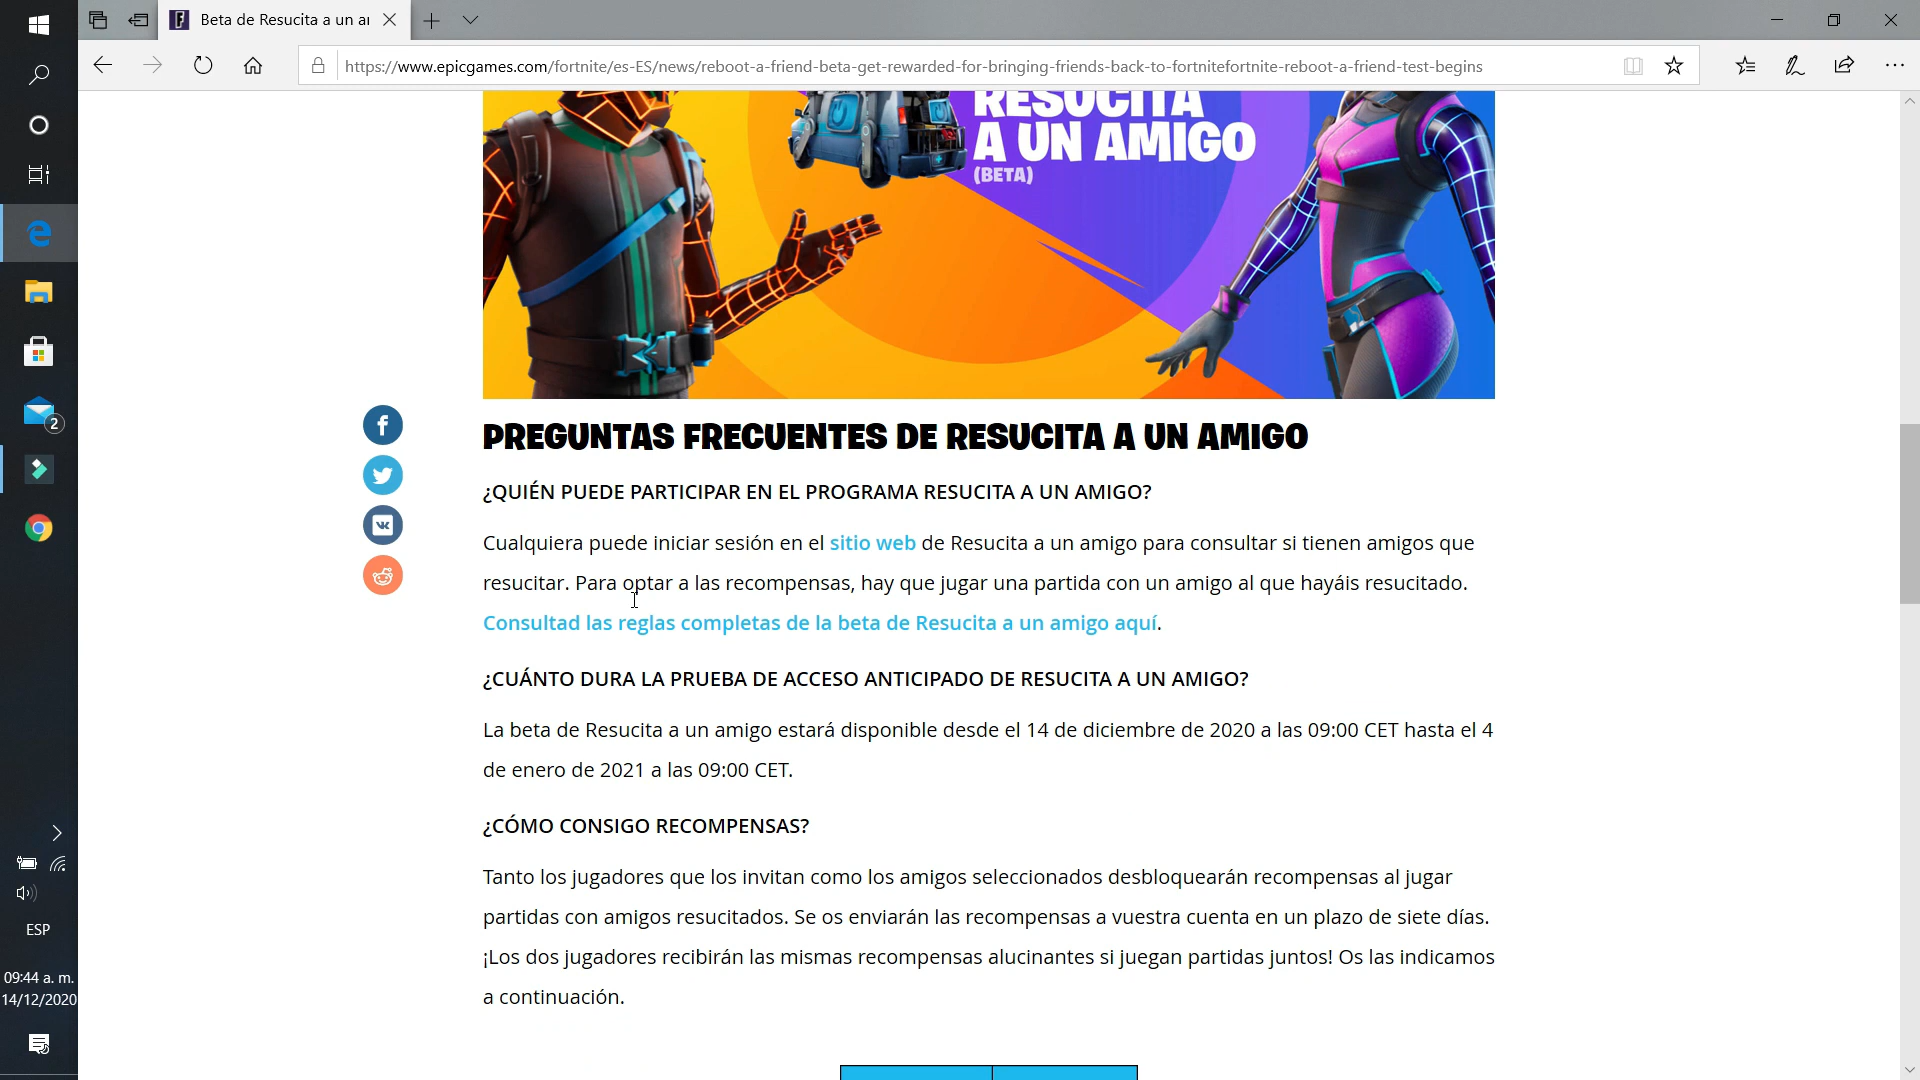 Beta de Resucita a un ar
https://www.epicgames.com/fortnite/es-ES/news/reboot-a-friend-beta-get-rewarded-for-bringing-friends-back-to-fortnitefortnite-reboot-a-friend-test-begins
RESUCITA
A UN AMIGO
(BETA)
PREGUNTAS FRECUENTES DE RESUCITA A UN AMIGO
¿QUIÉN PUEDE PARTICIPAR EN EL PROGRAMA RESUCITA A UN AMIGO?
Cualquiera puede iniciar sesión en el sitio web de Resucita a un amigo para consultar si tienen amigos que
resucitar. Para optar a las recompensas, hay que jugar una partida con un amigo al que hayáis resucitado.
Consultad las reglas completas de la beta de Resucita a un amigo aquí.
¿CUÁNTO DURA LA PRUEBA DE ACCESO ANTICIPADO DE RESUCITA A UN AMIGO?
La beta de Resucita a un amigo estará disponible desde el 14 de diciembre de 2020 a las 09:00 CET hasta el 4
de enero de 2021 a las 09:00 CET.
¿CÓMO CONSIGO RECOMPENSAS?
Tanto los jugadores que los invitan como los amigos seleccionados desbloquearán recompensas al jugar
partidas con amigos resucitados. Se os enviarán las recompensas a vuestra cuenta en un plazo de siete días.
¡Los dos jugadores recibirán las mismas recompensas alucinantes si juegan partidas juntos! Os las indicamos
a continuación.
2
ESP
09:44 a. m.
14/12/2020